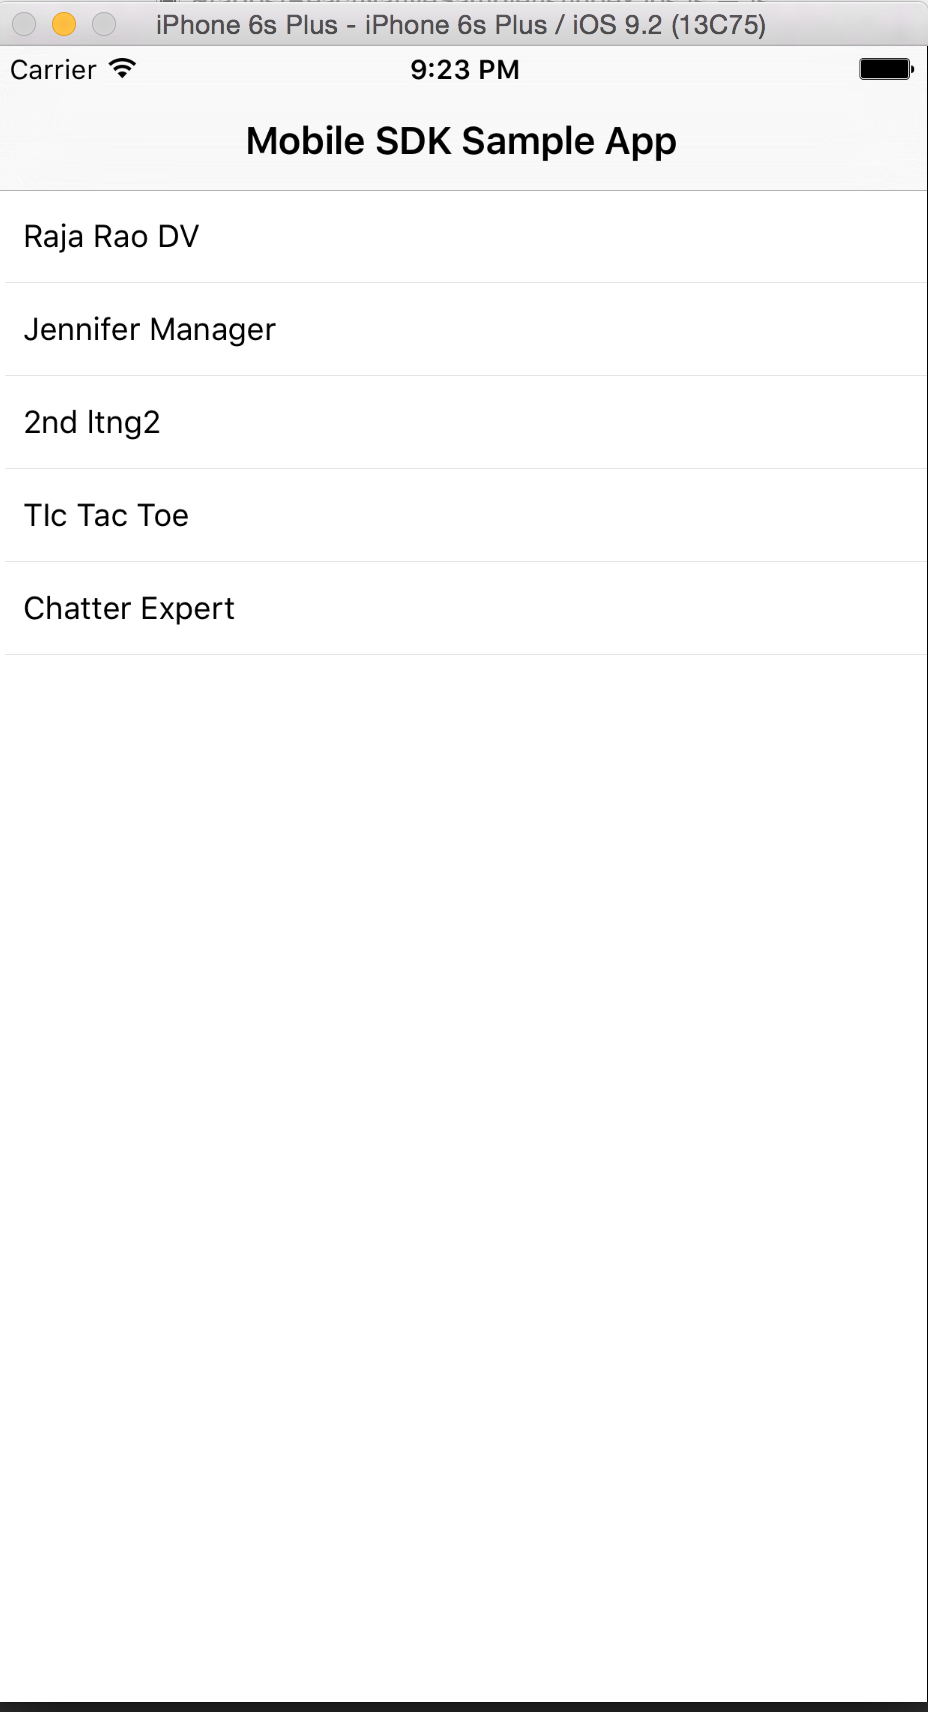 iPhone 6s Plus - iPhone 6s Plus / iOS 9.2 (13C75)
Carrier 9:23 PM
Mobile SDK Sample App
Raja Rao DV
Jennifer Manager
2nd ltng2
TIc Tac Toe
Chatter Expert